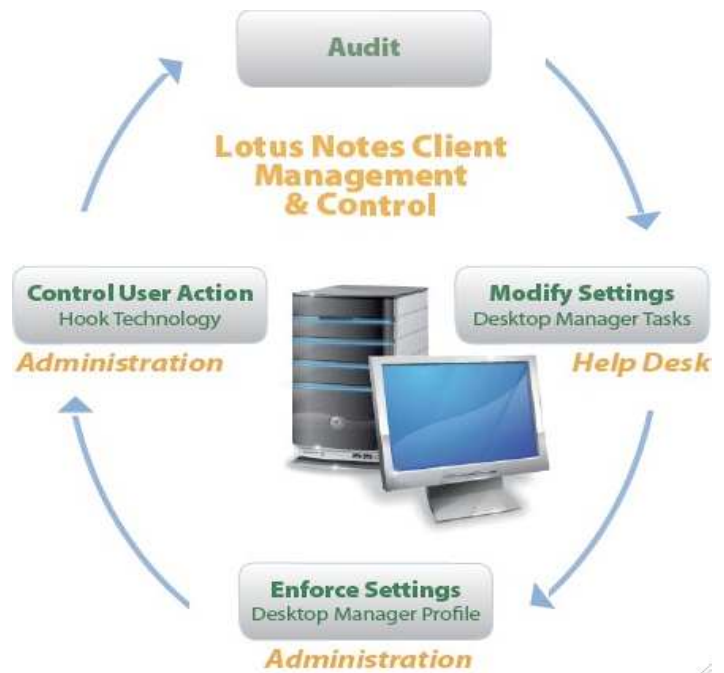 Audit
Lotus Notes Client
Management
& Control
Control User Action
Hook Technology
Administration
Modify Settings
Desktop Manager Tasks
Help Desk
Enforce Settings
Desktop Manager Profile
Administration